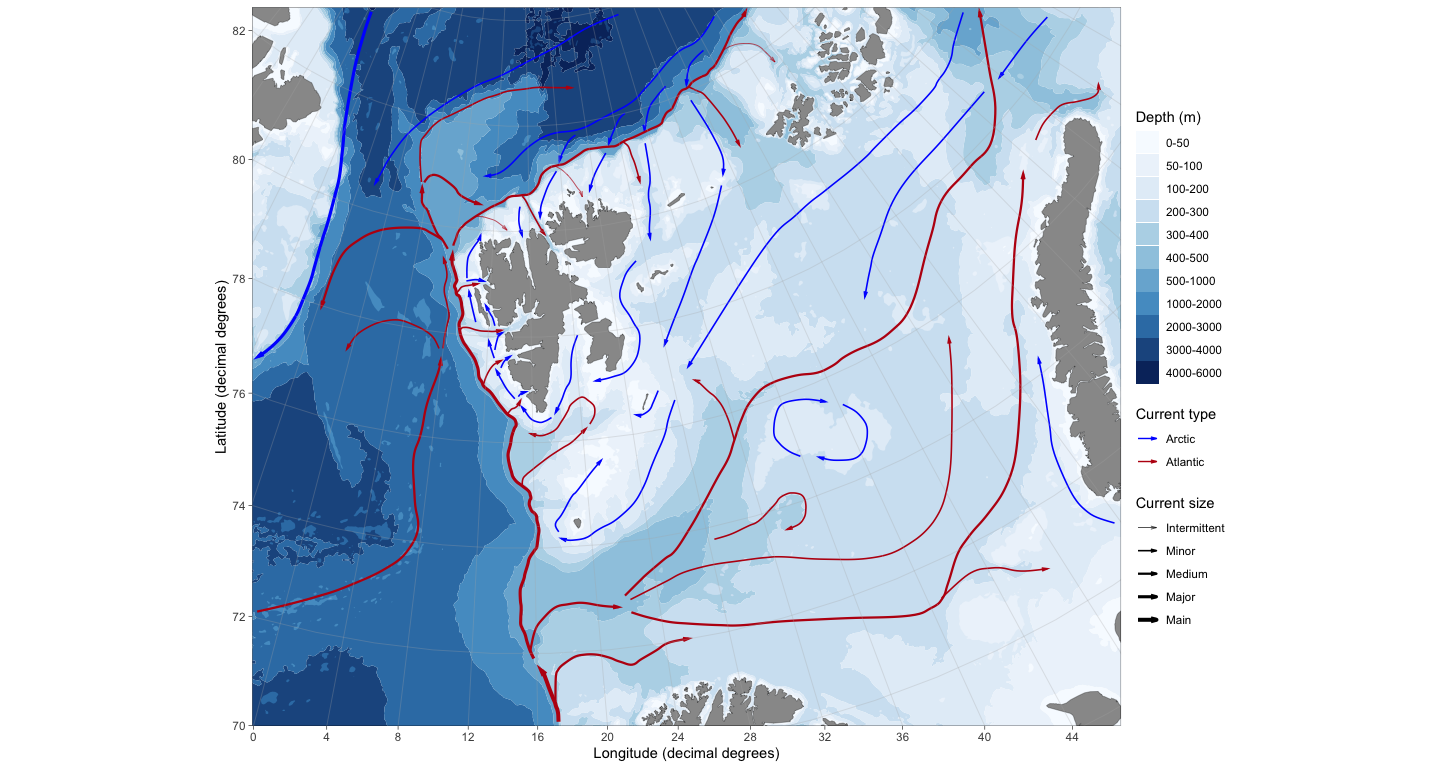 82
80
78
76
74
72
70
Latitude (decimal degrees)
0 4 8 12 16 20 24 28 32 36 40 44
Longitude (decimal degrees)
Depth (m)
0-50
50-100
100-200
200-300
300-400
400-500
500-1000
1000-2000
2000-3000
3000-4000
4000-6000
Current type
Arctic
Atlantic
Current size
Intermittent
Minor
Medium
Major
Main